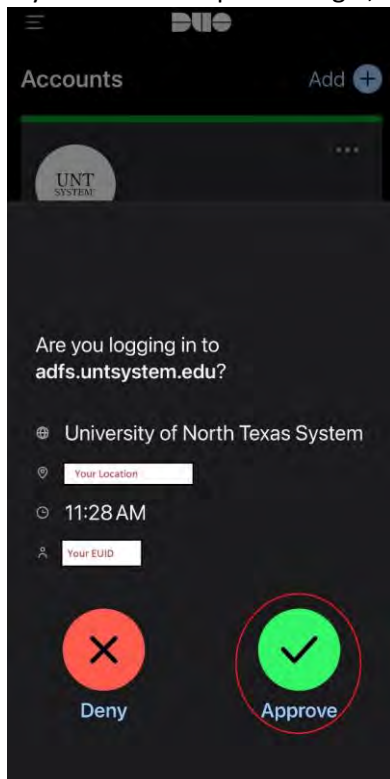 DUO
Accounts
Add
UNT
SYSTEM
Are you logging in to
adfs.untsystem.edu?
University of North Texas System
Your Location
11:28 AM
Your EUID
Deny
Approve